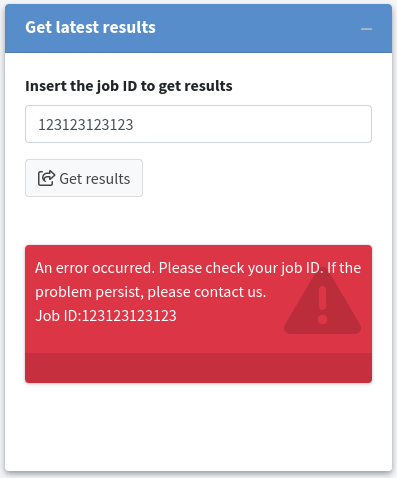 Get latest results
Insert the job ID to get results
123123123123
Get results
An error occurred. Please check your job ID. If the
problem persist, please contact us.
Job ID:123123123123